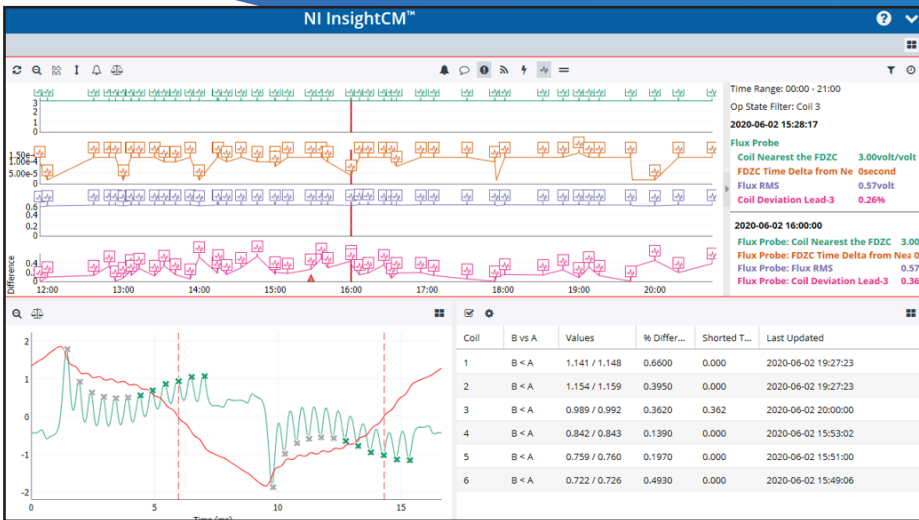 NI InsightCM™
3
2
1
0
1.50e-4
1.00e-4
5.00e-5
0
0.6
0.4
0.2
0
0.4
0.2
Difference
12:00 13:00 14:00 15:00 16:00 17:00 18:00 19:00 20:00
Time Range: 00:00 - 21:00
Op State Filter: Coil 3
2020-06-02 15:28:17
Flux Probe
Coil Nearest the FDZC 3.00volt/volt
FDZC Time Delta from Ne 0second
Flux RMS 0.57volt
Coil Deviation Lead-3 0.26%
2020-06-02 16:00:00
Flux Probe: Coil Nearest the FDZC 3.00
Flux Probe: FDZC Time Delta from Nea 0
Flux Probe: Flux RMS 0.57
Flux Probe: Coil Deviation Lead-3 0.36
2
1
0
-1
-2
0 5 10 15
Time (ms)
Coil B vs A Values % Differ... Shorted T... Last Updated
1 B < A 1.141 / 1.148 0.6600 0.000 2020-06-02 19:27:23
2 B < A 1.154 / 1.159 0.3950 0.000 2020-06-02 19:27:23
3 B < A 0.989 / 0.992 0.3620 0.362 2020-06-02 20:00:00
4 B < A 0.842 / 0.843 0.1390 0.000 2020-06-02 15:53:02
5 B < A 0.759 / 0.760 0.1970 0.000 2020-06-02 15:51:00
6 B < A 0.722 / 0.726 0.4930 0.000 2020-06-02 15:49:06